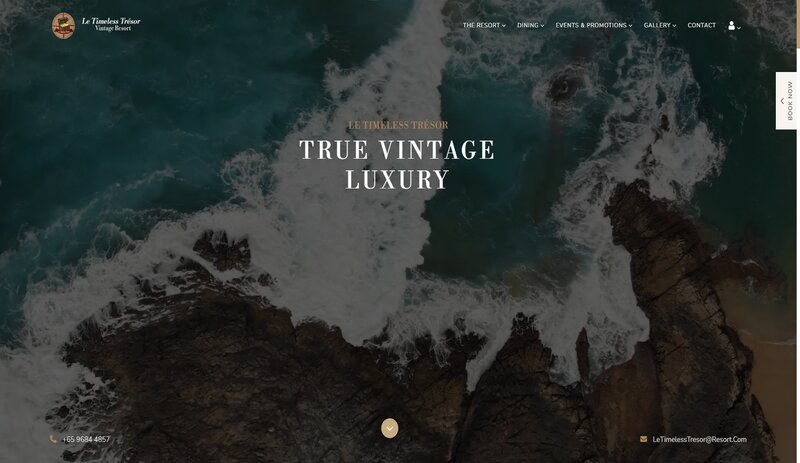 Le Timeless Trésor
Vintage Resort
THE RESORT
DINING
EVENTS & PROMOTIONS
GALLERY
CONTACT
BOOK NOW
LE TIMELESS TRÉSOR
TRUE VINTAGE
LUXURY
+65 9684 4857
LeTimelessTresor@Resort.Com